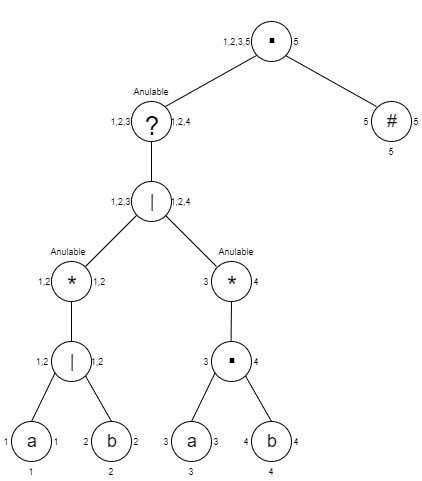 1,2,3,5 . 5
Anulable
1,2,3 ? 1,2,4
5 # 5
5
1,2,3 | 1,2,4
Anulable Anulable
1,2 * 1,2 3 * 4
1,2 | 1,2 3 . 4
1 a 1 2 b 2 3 a 3 4 b 4
1 2 3 4